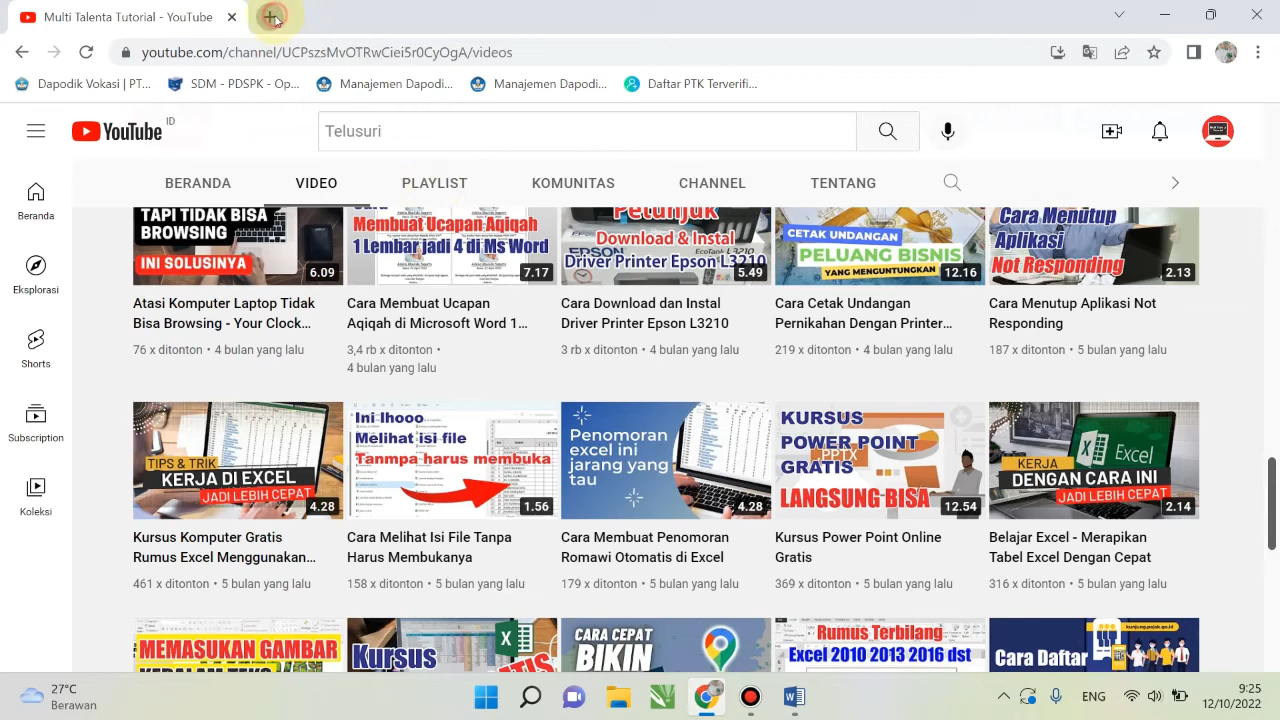 Multi Talenta Tutorial - YouTube
youtube.com/channel/UCPszsMvOTRwCiei5r0CyOgA/videos
Dapodik Vokasi | PT...
SDM - PDSPK - Op...
Manajemen Dapodi...
Manajemen Dapodi...
Daftar PTK Terverifi...
YouTube ID
Telusuri
BERANDA
VIDEO
PLAYLIST
KOMUNITAS
CHANNEL
TENTANG
Beranda
Eksplorasi
Shorts
Subscription
Koleksi
TAPI TIDAK BISA
BROWSING
INI SOLUSINYA
6.09
Membuat Ucapan Aqiqah
1 Lembar jadi 4 di Ms Word
7.17
Petunjuk
Download & Instal
EPSON
EcoTank L3210
Driver Printer Epson L3210
5.49
CETAK UNDANGAN
PELUANG BISNIS
YANG MENGUNTUNGKAN
12.16
Cara Menutup
Aplikasi
Not Responding
2.13
Atasi Komputer Laptop Tidak
Bisa Browsing - Your Clock...
76 x ditonton • 4 bulan yang lalu
Cara Membuat Ucapan
Aqiqah di Microsoft Word 1...
3,4 rb x ditonton •
4 bulan yang lalu
Cara Download dan Instal
Driver Printer Epson L3210
3 rb x ditonton • 4 bulan yang lalu
Cara Cetak Undangan
Pernikahan Dengan Printer...
219 x ditonton • 4 bulan yang lalu
Cara Menutup Aplikasi Not
Responding
187 x ditonton • 5 bulan yang lalu
TIPS & TRIK
KERJA DI EXCEL
JADI LEBIH CEPAT
4.28
Ini lhooo
Melihat isi file
Tanmpa harus membuka
1.56
Penomoran
excel ini
jarang yang
tau
4.28
KURSUS
POWER POINT
.PPTX
GRATIS
LANGSUNG BISA
12.54
Excel
KERJA
DENGAN CARA INI
JADI LEBIH CEPAT
2.14
Kursus Komputer Gratis
Rumus Excel Menggunakan...
461 x ditonton • 5 bulan yang lalu
Cara Melihat Isi File Tanpa
Harus Membukanya
158 x ditonton • 5 bulan yang lalu
Cara Membuat Penomoran
Romawi Otomatis di Excel
179 x ditonton • 5 bulan yang lalu
Kursus Power Point Online
Gratis
369 x ditonton • 5 bulan yang lalu
Belajar Excel - Merapikan
Tabel Excel Dengan Cepat
316 x ditonton • 5 bulan yang lalu
MEMASUKAN GAMBAR
KEDALAM TEKS
Kursus
CARA CEPAT
BIKIN
Rumus Terbilang
Excel 2010 2013 2016 dst
kunjung.pajak.go.id
Cara Daftar
27°C
Berawan
ENG
9:25
12/10/2022